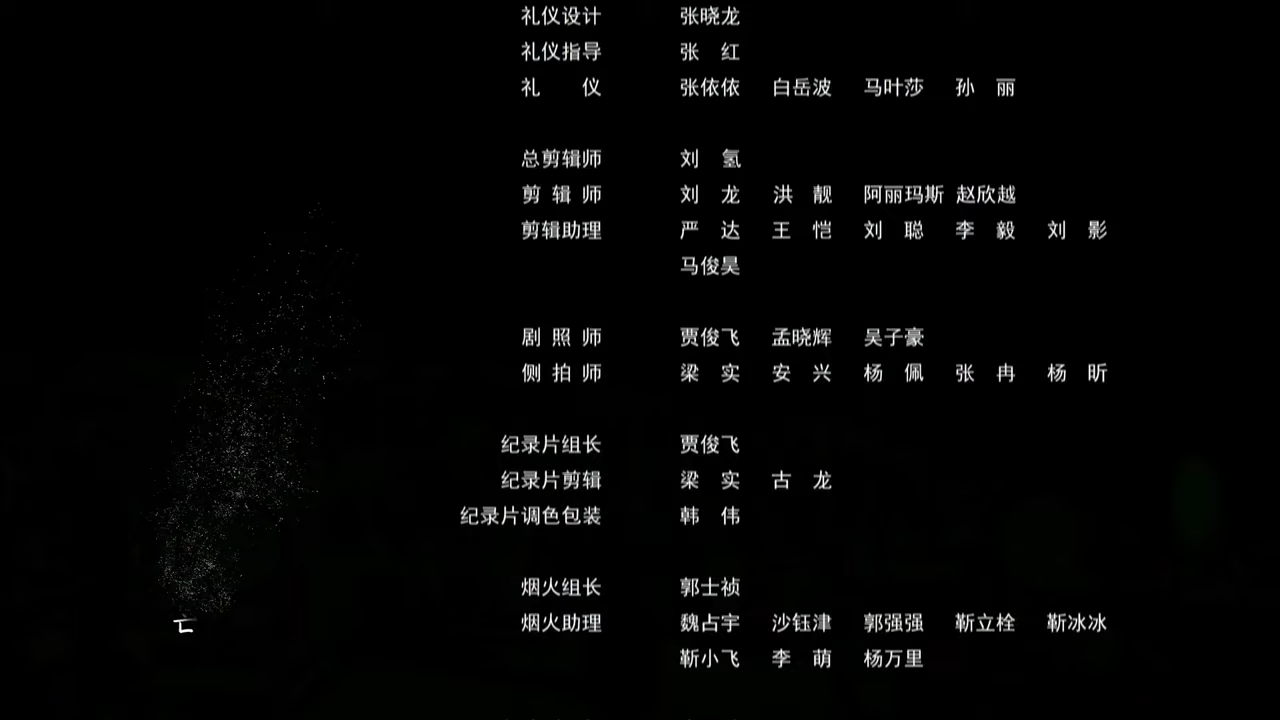 礼仪设计 张晓龙
礼仪指导 张 红
礼 仪 张依依 白岳波 马叶莎 孙 丽
总剪辑师 刘 氢
剪 辑 师 刘 龙 洪 靓 阿丽玛斯 赵欣越
剪辑助理 严 达 王 恺 刘 聪 李 毅 刘 影
马俊昊
剧 照 师 贾俊飞 孟晓辉 吴子豪
侧 拍 师 梁 实 安 兴 杨 佩 张 冉 杨 昕
纪录片组长 贾俊飞
纪录片剪辑 梁 实 古 龙
纪录片调色包装 韩 伟
烟火组长 郭士祯
烟火助理 魏占宇 沙钰津 郭强强 靳立栓 靳冰冰
亡
靳小飞 李 萌 杨万里